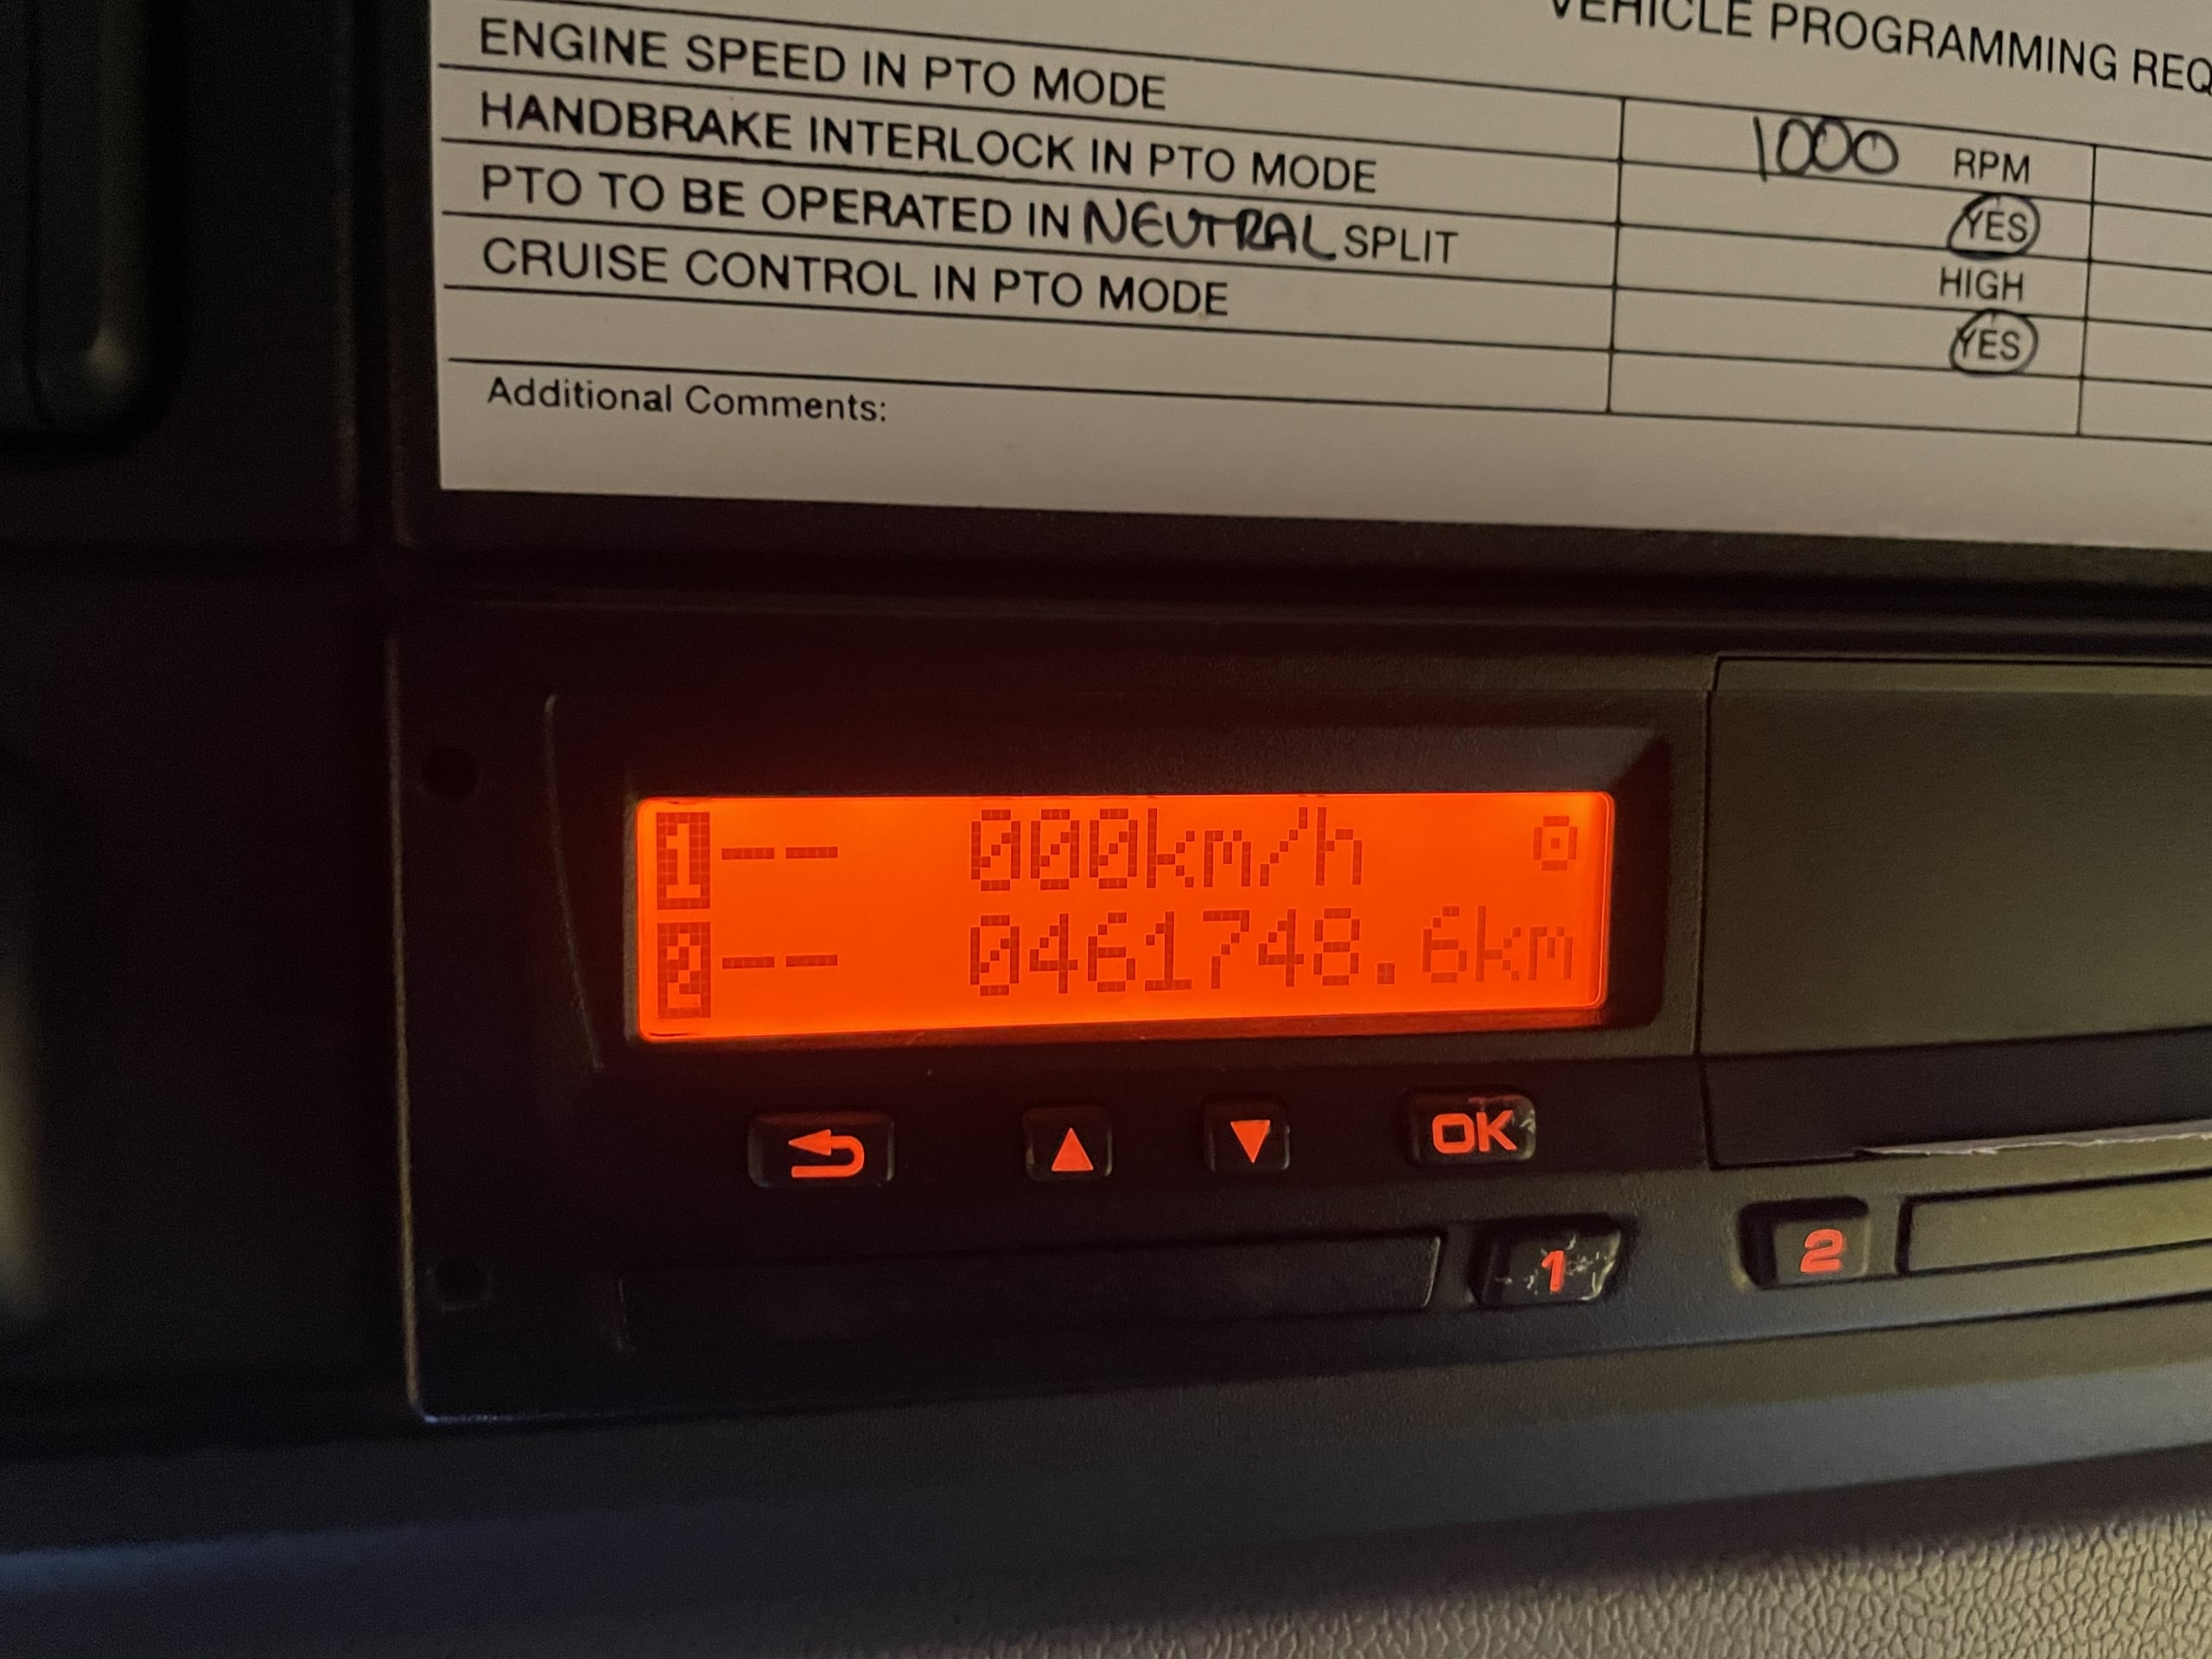 VEHICLE PROGRAMMING
ENGINE SPEED IN PTO MODE 1000 RPM
HANDBRAKE INTERLOCK IN PTO MODE YES
PTO TO BE OPERATED IN NEUTRAL SPLIT HIGH
CRUISE CONTROL IN PTO MODE YES
Additional Comments:
1-- 000km/h
2-- 0461748.6km
OK
1 2